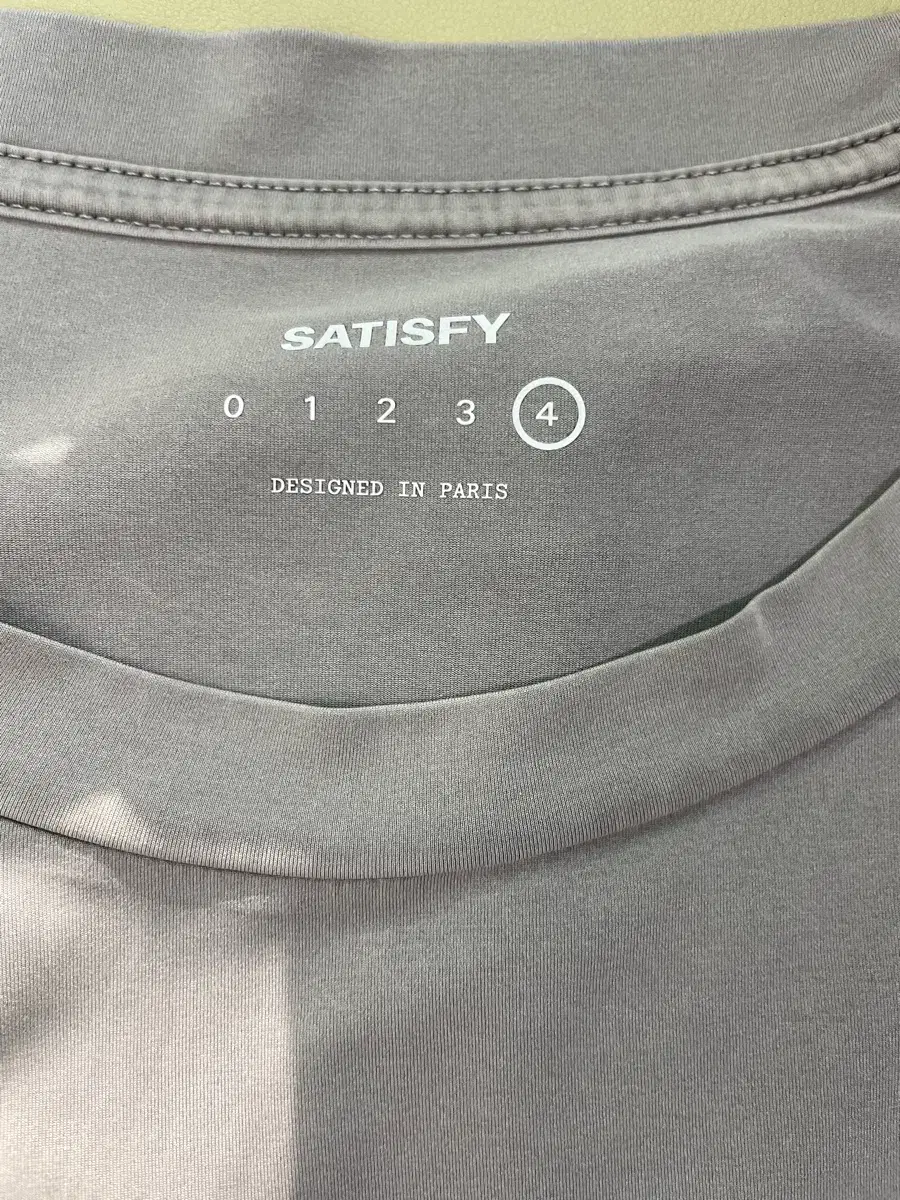 SATISFY
0 1 2 3 4
DESIGNED IN PARIS